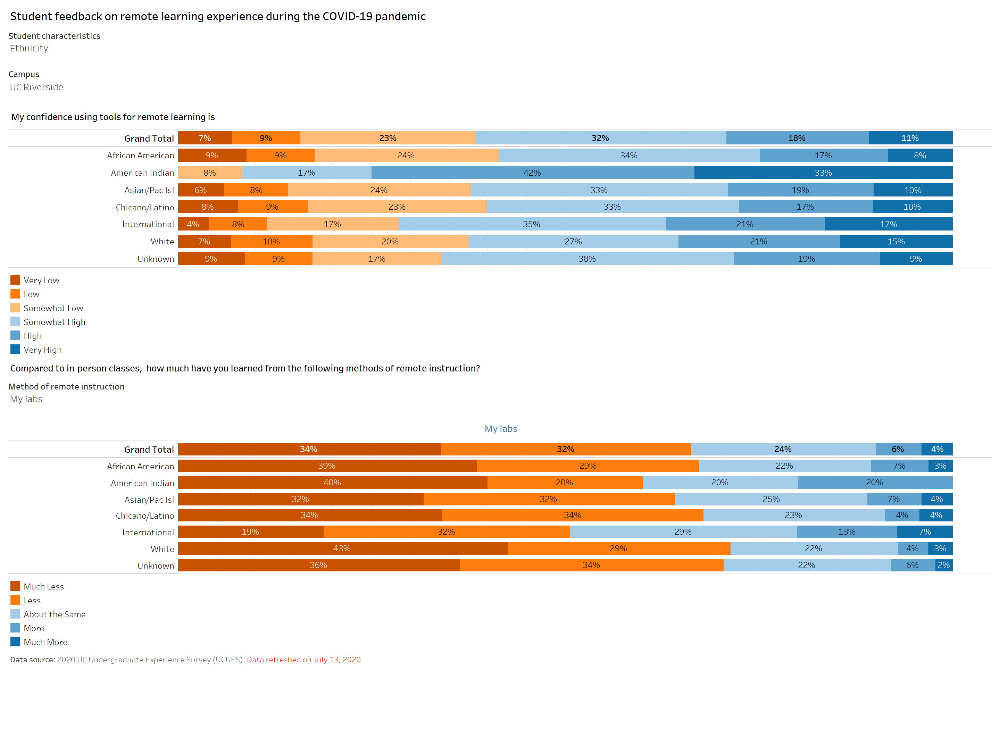 Student feedback on remote learning experience during the COVID-19 pandemic
Student characteristics
Ethnicity
Campus
UC Riverside
My confidence using tools for remote learning is
Grand Total 7% 9% 23% 32% 18% 11%
African American 9% 9% 24% 34% 17% 8%
American Indian 8% 17% 42% 33%
Asian/Pac Isl 6% 8% 24% 33% 19% 10%
Chicano/Latino 8% 9% 23% 33% 17% 10%
International 4% 8% 17% 35% 21% 17%
White 7% 10% 20% 27% 21% 15%
Unknown 9% 9% 17% 38% 19% 9%
Very Low
Low
Somewhat Low
Somewhat High
High
Very High
Compared to in-person classes, how much have you learned from the following methods of remote instruction?
Method of remote instruction
My labs
My labs
Grand Total 34% 32% 24% 6% 4%
African American 39% 29% 22% 7% 3%
American Indian 40% 20% 20% 20%
Asian/Pac Isl 32% 32% 25% 7% 4%
Chicano/Latino 34% 34% 23% 4% 4%
International 19% 32% 29% 13% 7%
White 43% 29% 22% 4% 3%
Unknown 36% 34% 22% 6% 2%
Much Less
Less
About the Same
More
Much More
Data source: 2020 UC Undergraduate Experience Survey (UCUES). Data refreshed on July 13, 2020